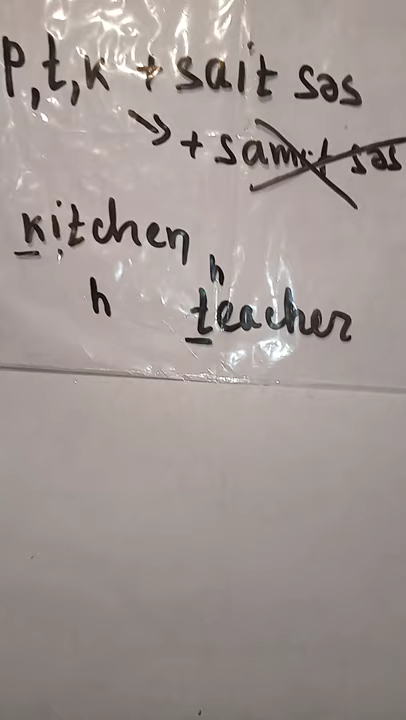 p, t, k + sait səs
>> + samit səs
kitchen
h h
teacher